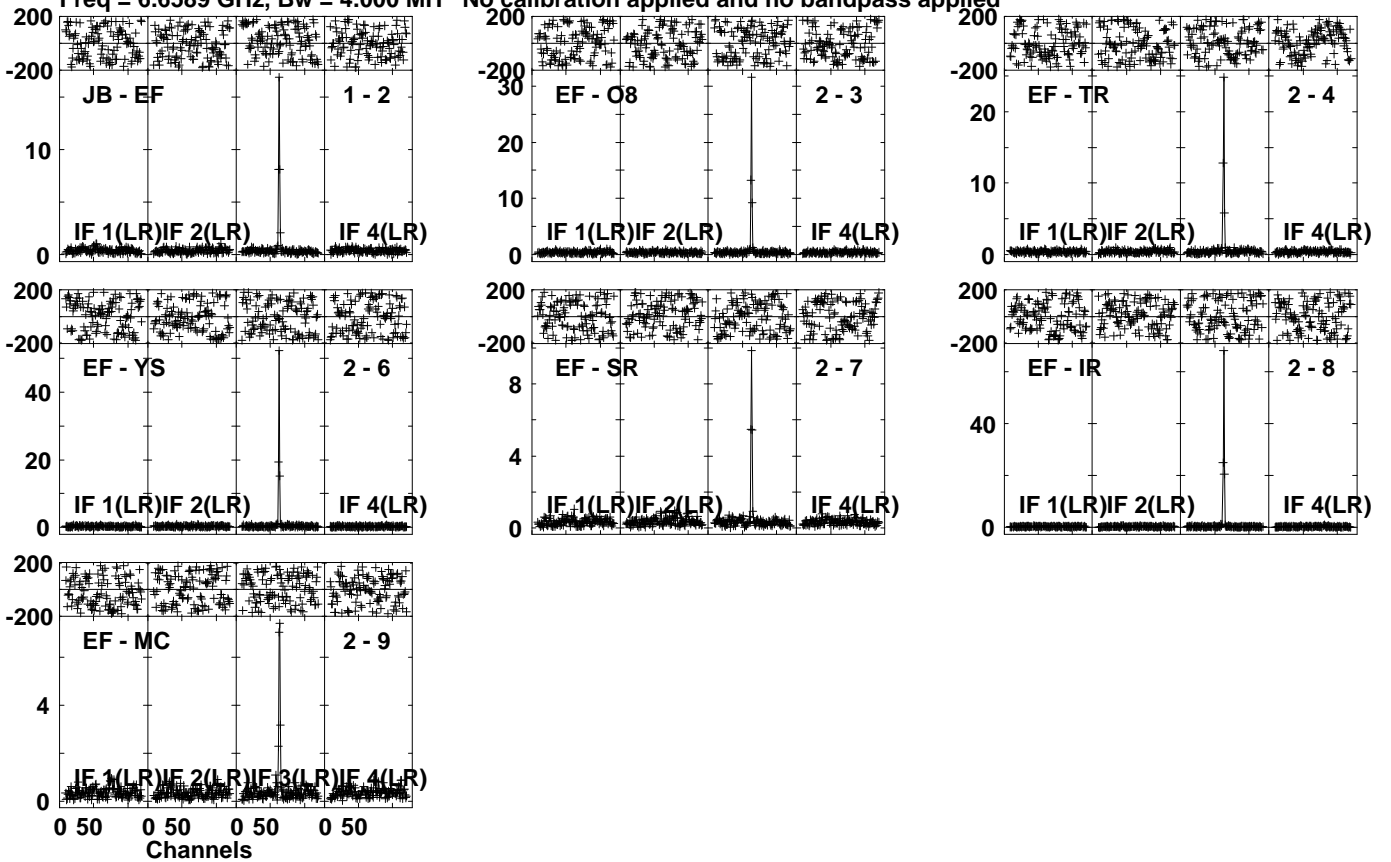 Freq = 6.6589 GHz, Bw = 4.000 MH No calibration applied and no bandpass applied
200 200 200
-200 -200 -200
JB - EF 1 - 2 EF - O8 2 - 3 EF - TR 2 - 4
30
20 20
10 10 10
IF 1(LR) IF 2(LR) IF 4(LR) IF 1(LR) IF 2(LR) IF 4(LR) IF 1(LR) IF 2(LR) IF 4(LR)
0 0 0
200 200 200
-200 -200 -200
EF - YS 2 - 6 EF - SR 2 - 7 EF - IR 2 - 8
40 8 40
20 4
IF 1(LR) IF 2(LR) IF 4(LR) IF 1(LR) IF 2(LR) IF 4(LR) IF 1(LR) IF 2(LR) IF 4(LR)
0 0 0
200
-200
EF - MC 2 - 9
4
IF 1(LR) IF 2(LR) IF 3(LR) IF 4(LR)
0
0 50 0 50 0 50 0 50
Channels